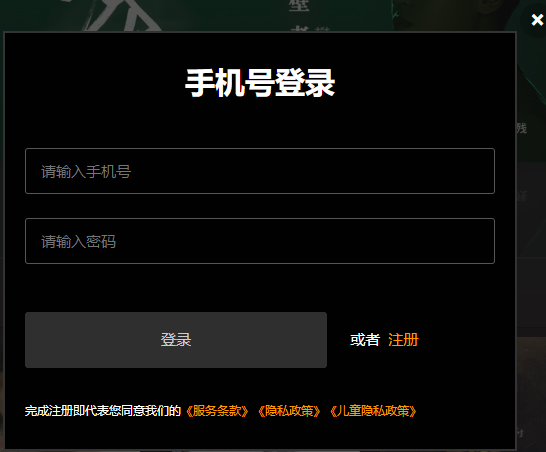 手机号登录
请输入手机号
请输入密码
登录 或者 注册
完成注册即代表您同意我们的《服务条款》《隐私政策》《儿童隐私政策》